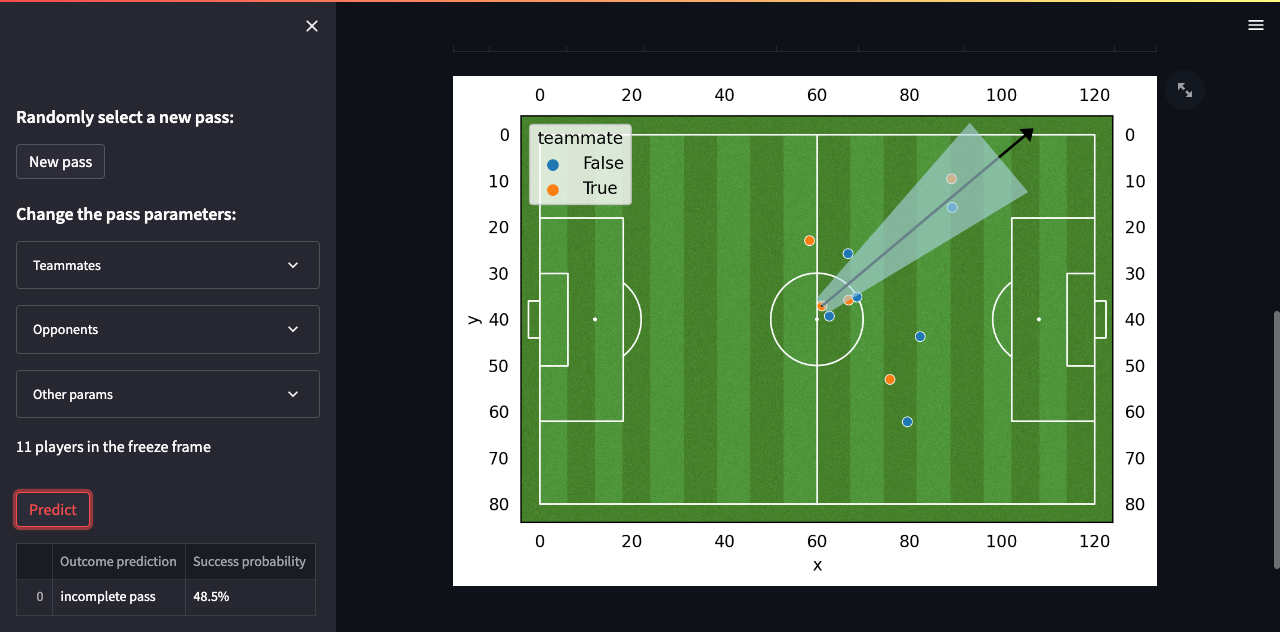 Randomly select a new pass:
New pass
Change the pass parameters:
Teammates
Opponents
Other params
11 players in the freeze frame
Predict
Outcome prediction Success probability
0 incomplete pass 48.5%
0 20 40 60 80 100 120
teammate
False
True
0 0
10 10
20 20
30 30
y 40 40
50 50
60 60
70 70
80 80
0 20 40 60 80 100 120
x